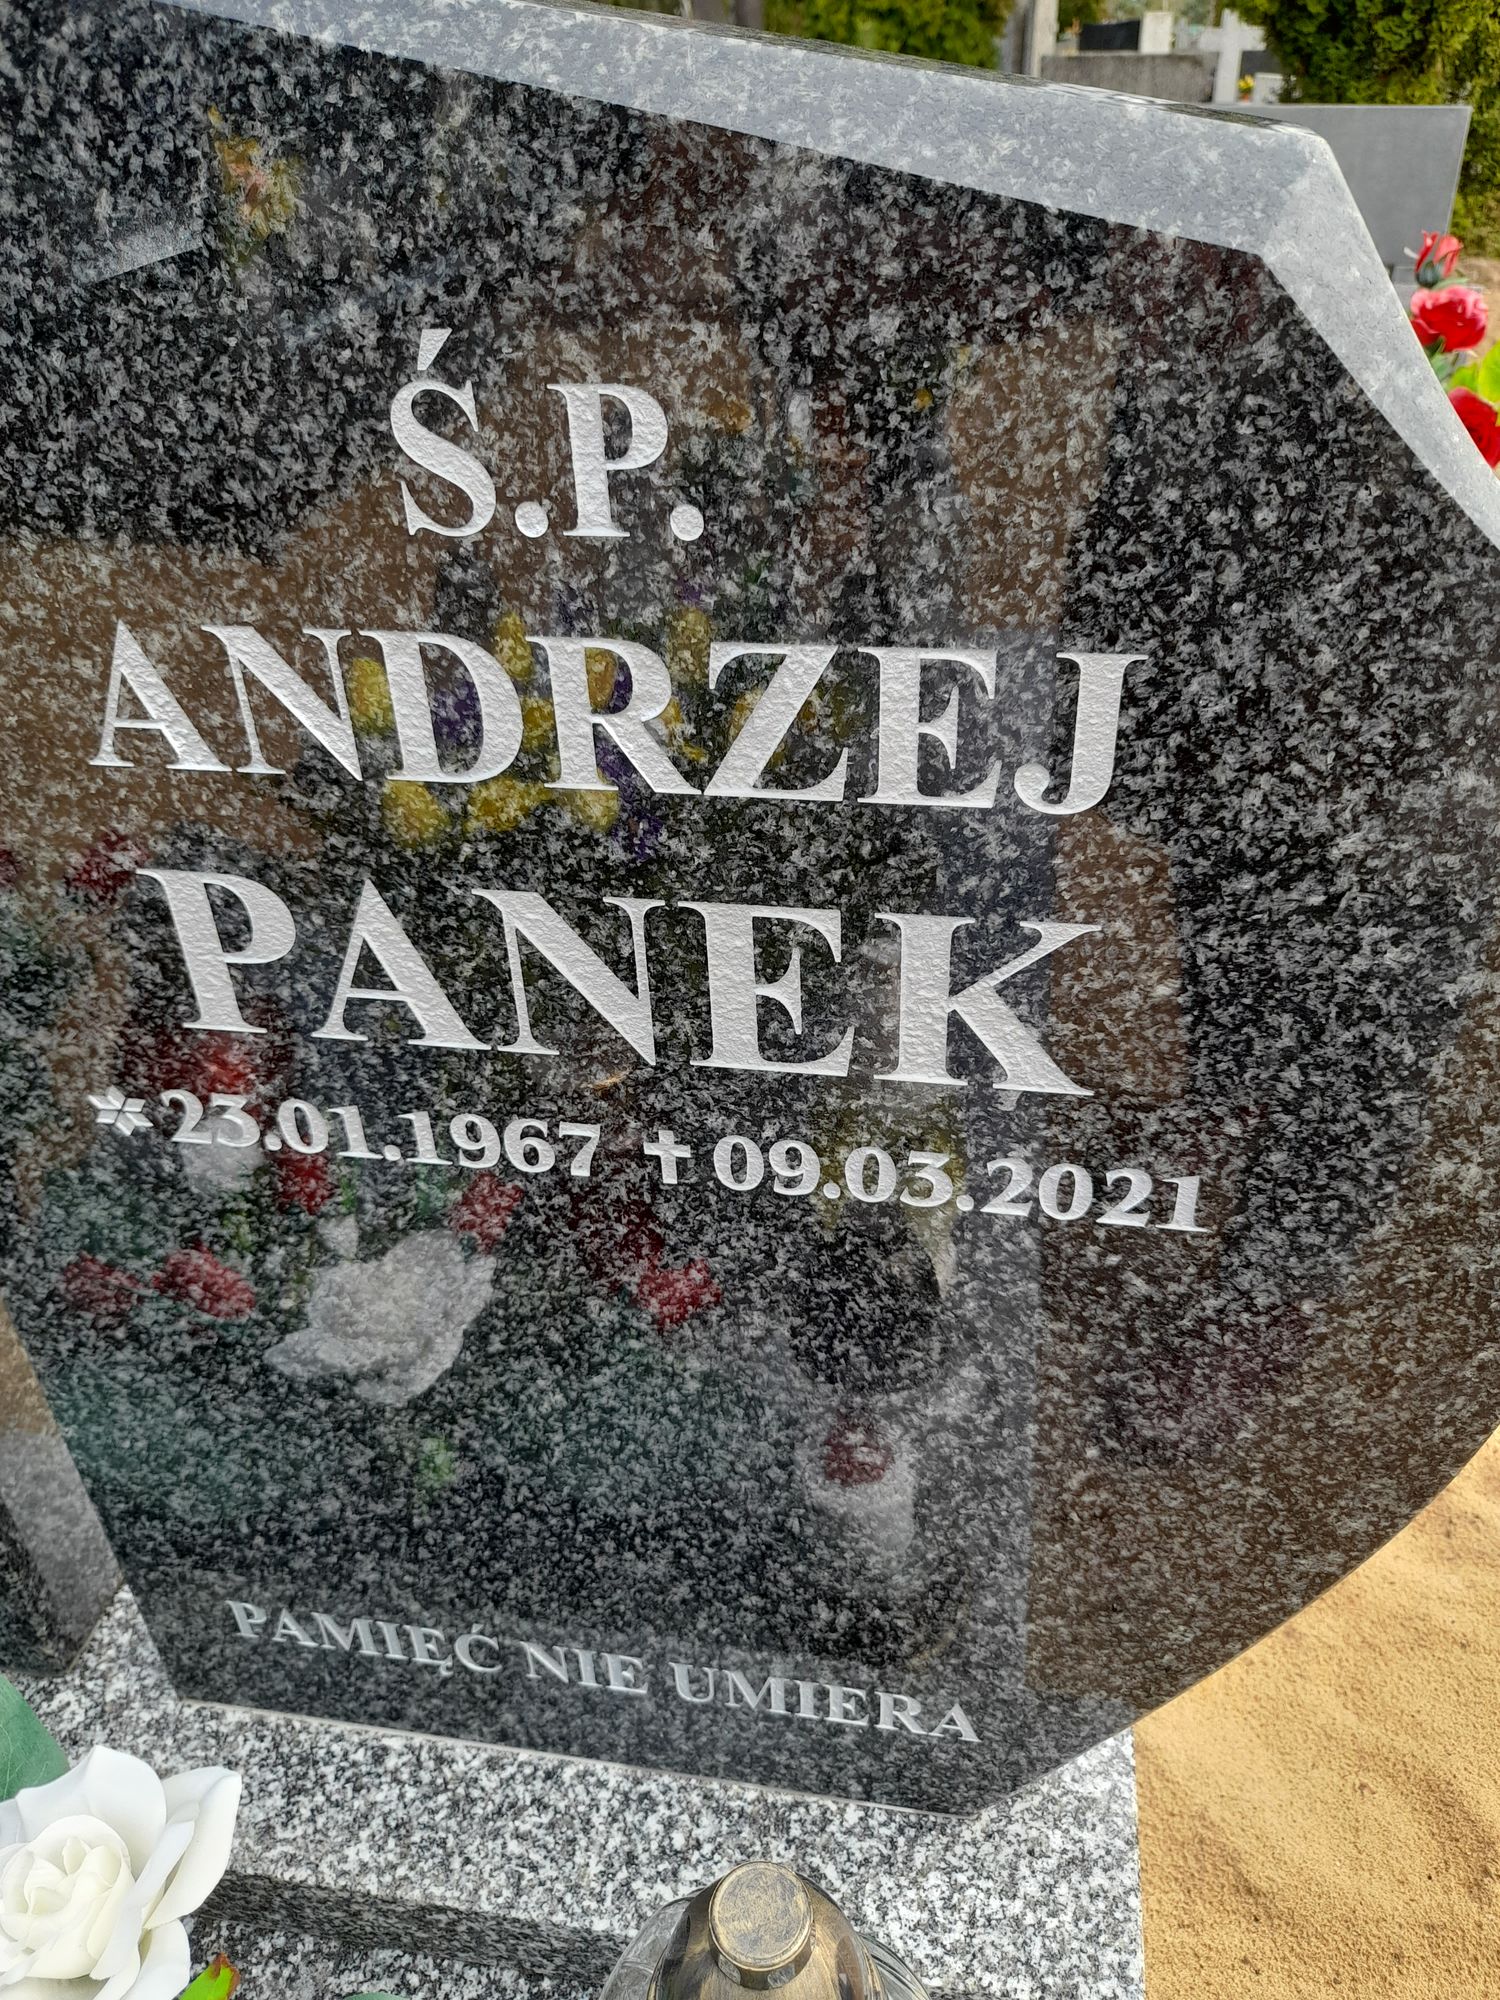 Ś.P.
ANDRZEJ
PANEK
*23.01.1967 ✝09.03.2021
PAMIĘĆ NIE UMIERA